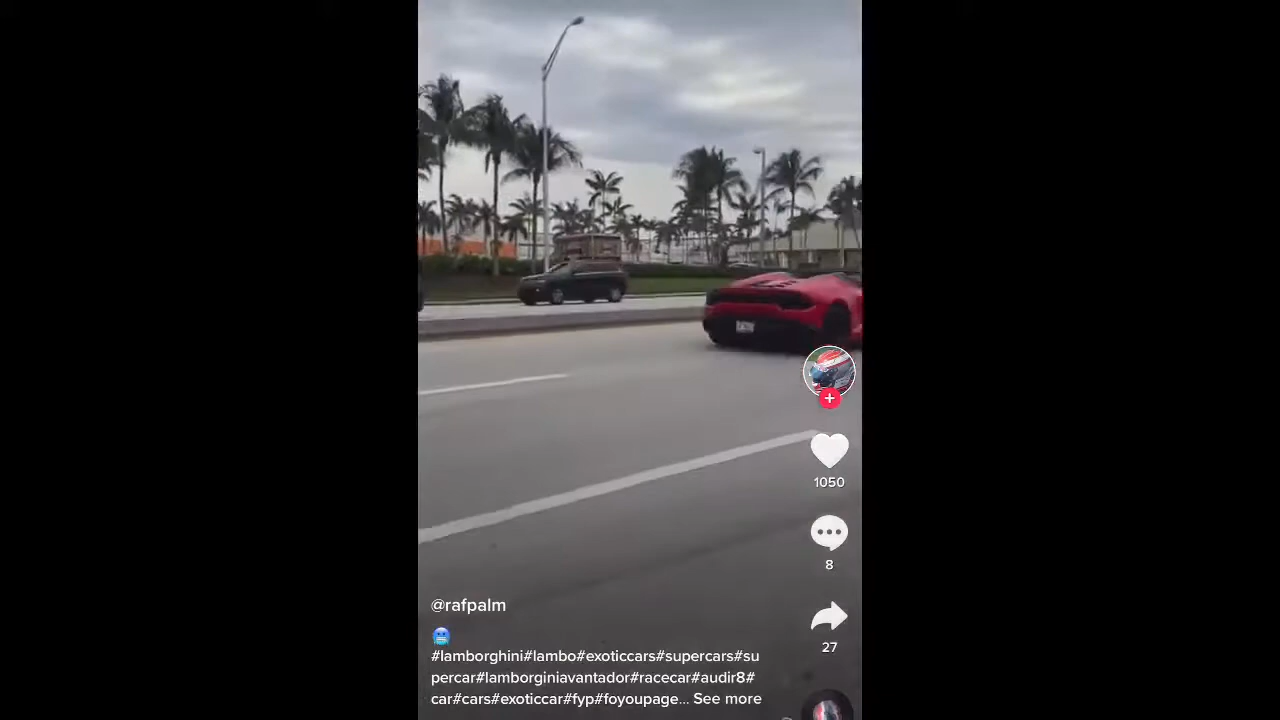 1050
8
27
@rafpalm
🥶
#lamborghini#lambo#exoticcars#supercars#su
percar#lamborginiavantador#racecar#audir8#
car#cars#exoticcar#fyp#foyoupage... See more